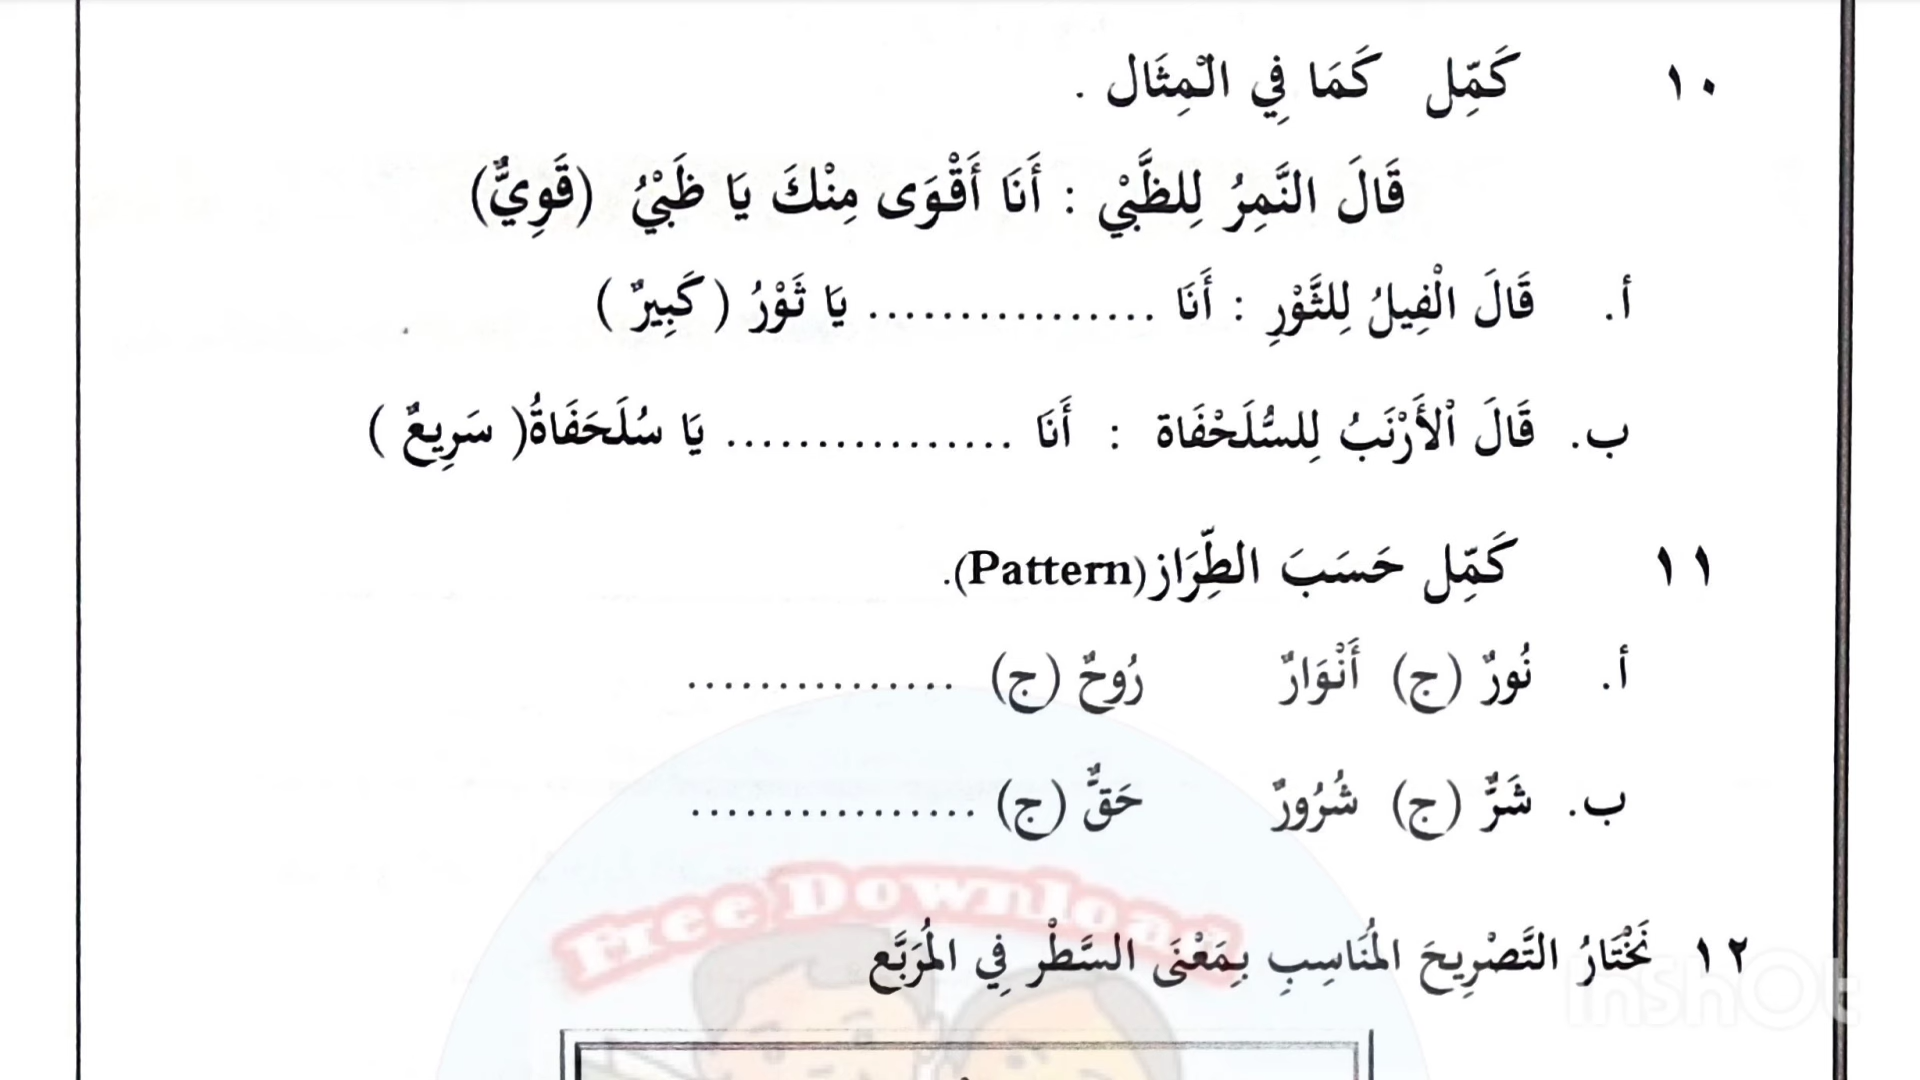 ١٠ كَمِّل كَمَا فِي الْمِثَال .
قَالَ النَّمِرُ لِلظَّبْيِ : أَنَا أَقْوَى مِنْكَ يَا ظَبْيُ (قَوِيٌّ)
أ. قَالَ الْفِيلُ لِلثَّوْرِ : أَنَا ................ يَا ثَوْرُ ( كَبِيرٌ )
ب. قَالَ الْأَرْنَبُ لِلسُّلَحْفَاة : أَنَا ................ يَا سُلَحَفَاةُ( سَرِيعٌ )
١١ كَمِّل حَسَبَ الطِّرَاز(Pattern).
أ. نُورٌ (ج) أَنْوَارٌ رُوحٌ (ج) ...............
ب. شَرٌّ (ج) شُرُورٌ حَقٌّ (ج) ................
Free Download
١٢ نَخْتَارُ التَّصْرِيحَ الْمُنَاسِبِ بِمَعْنَى السَّطْر فِي الْمُرَبَّع
InShOt